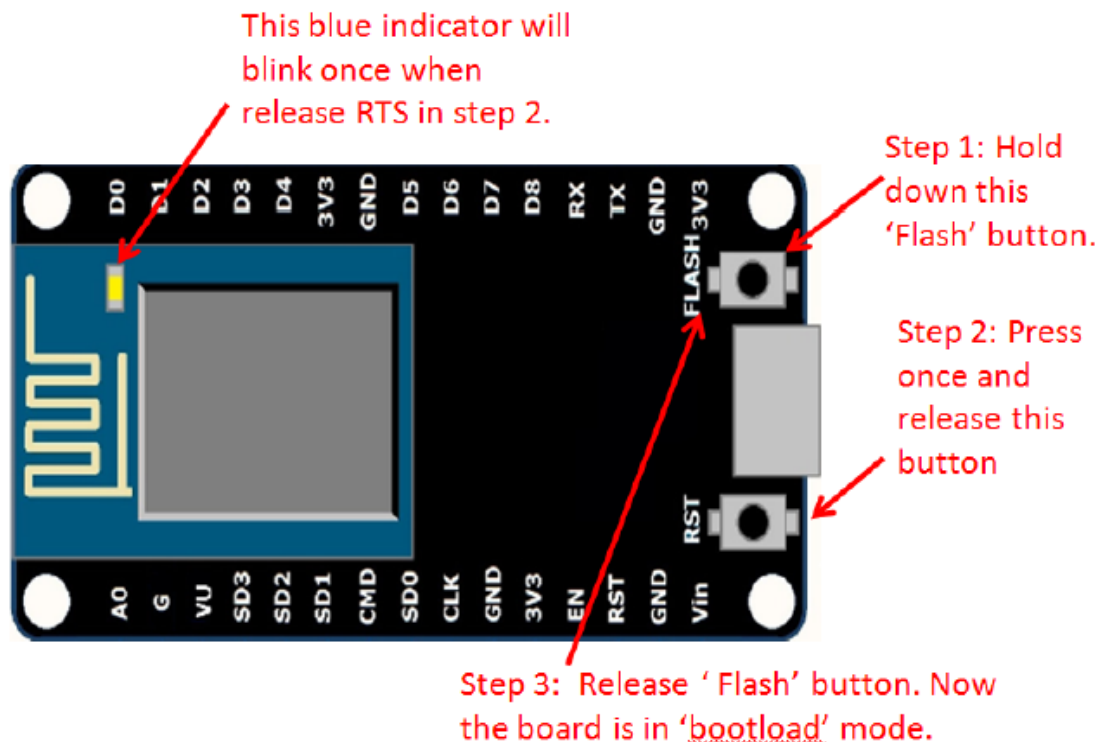 This blue indicator will
blink once when
release RTS in step 2.
Step 1: Hold
down this
‘Flash’ button.
D0 D1 D2 D3 D4 3V3 GND D5 D6 D7 D8 RX TX GND 3V3
FLASH
Step 2: Press
once and
release this
button
RST
A0 G VU SD3 SD2 SD1 CMD SD0 CLK GND 3V3 EN RST GND Vin
Step 3: Release ‘ Flash’ button. Now
the board is in ‘bootload’ mode.